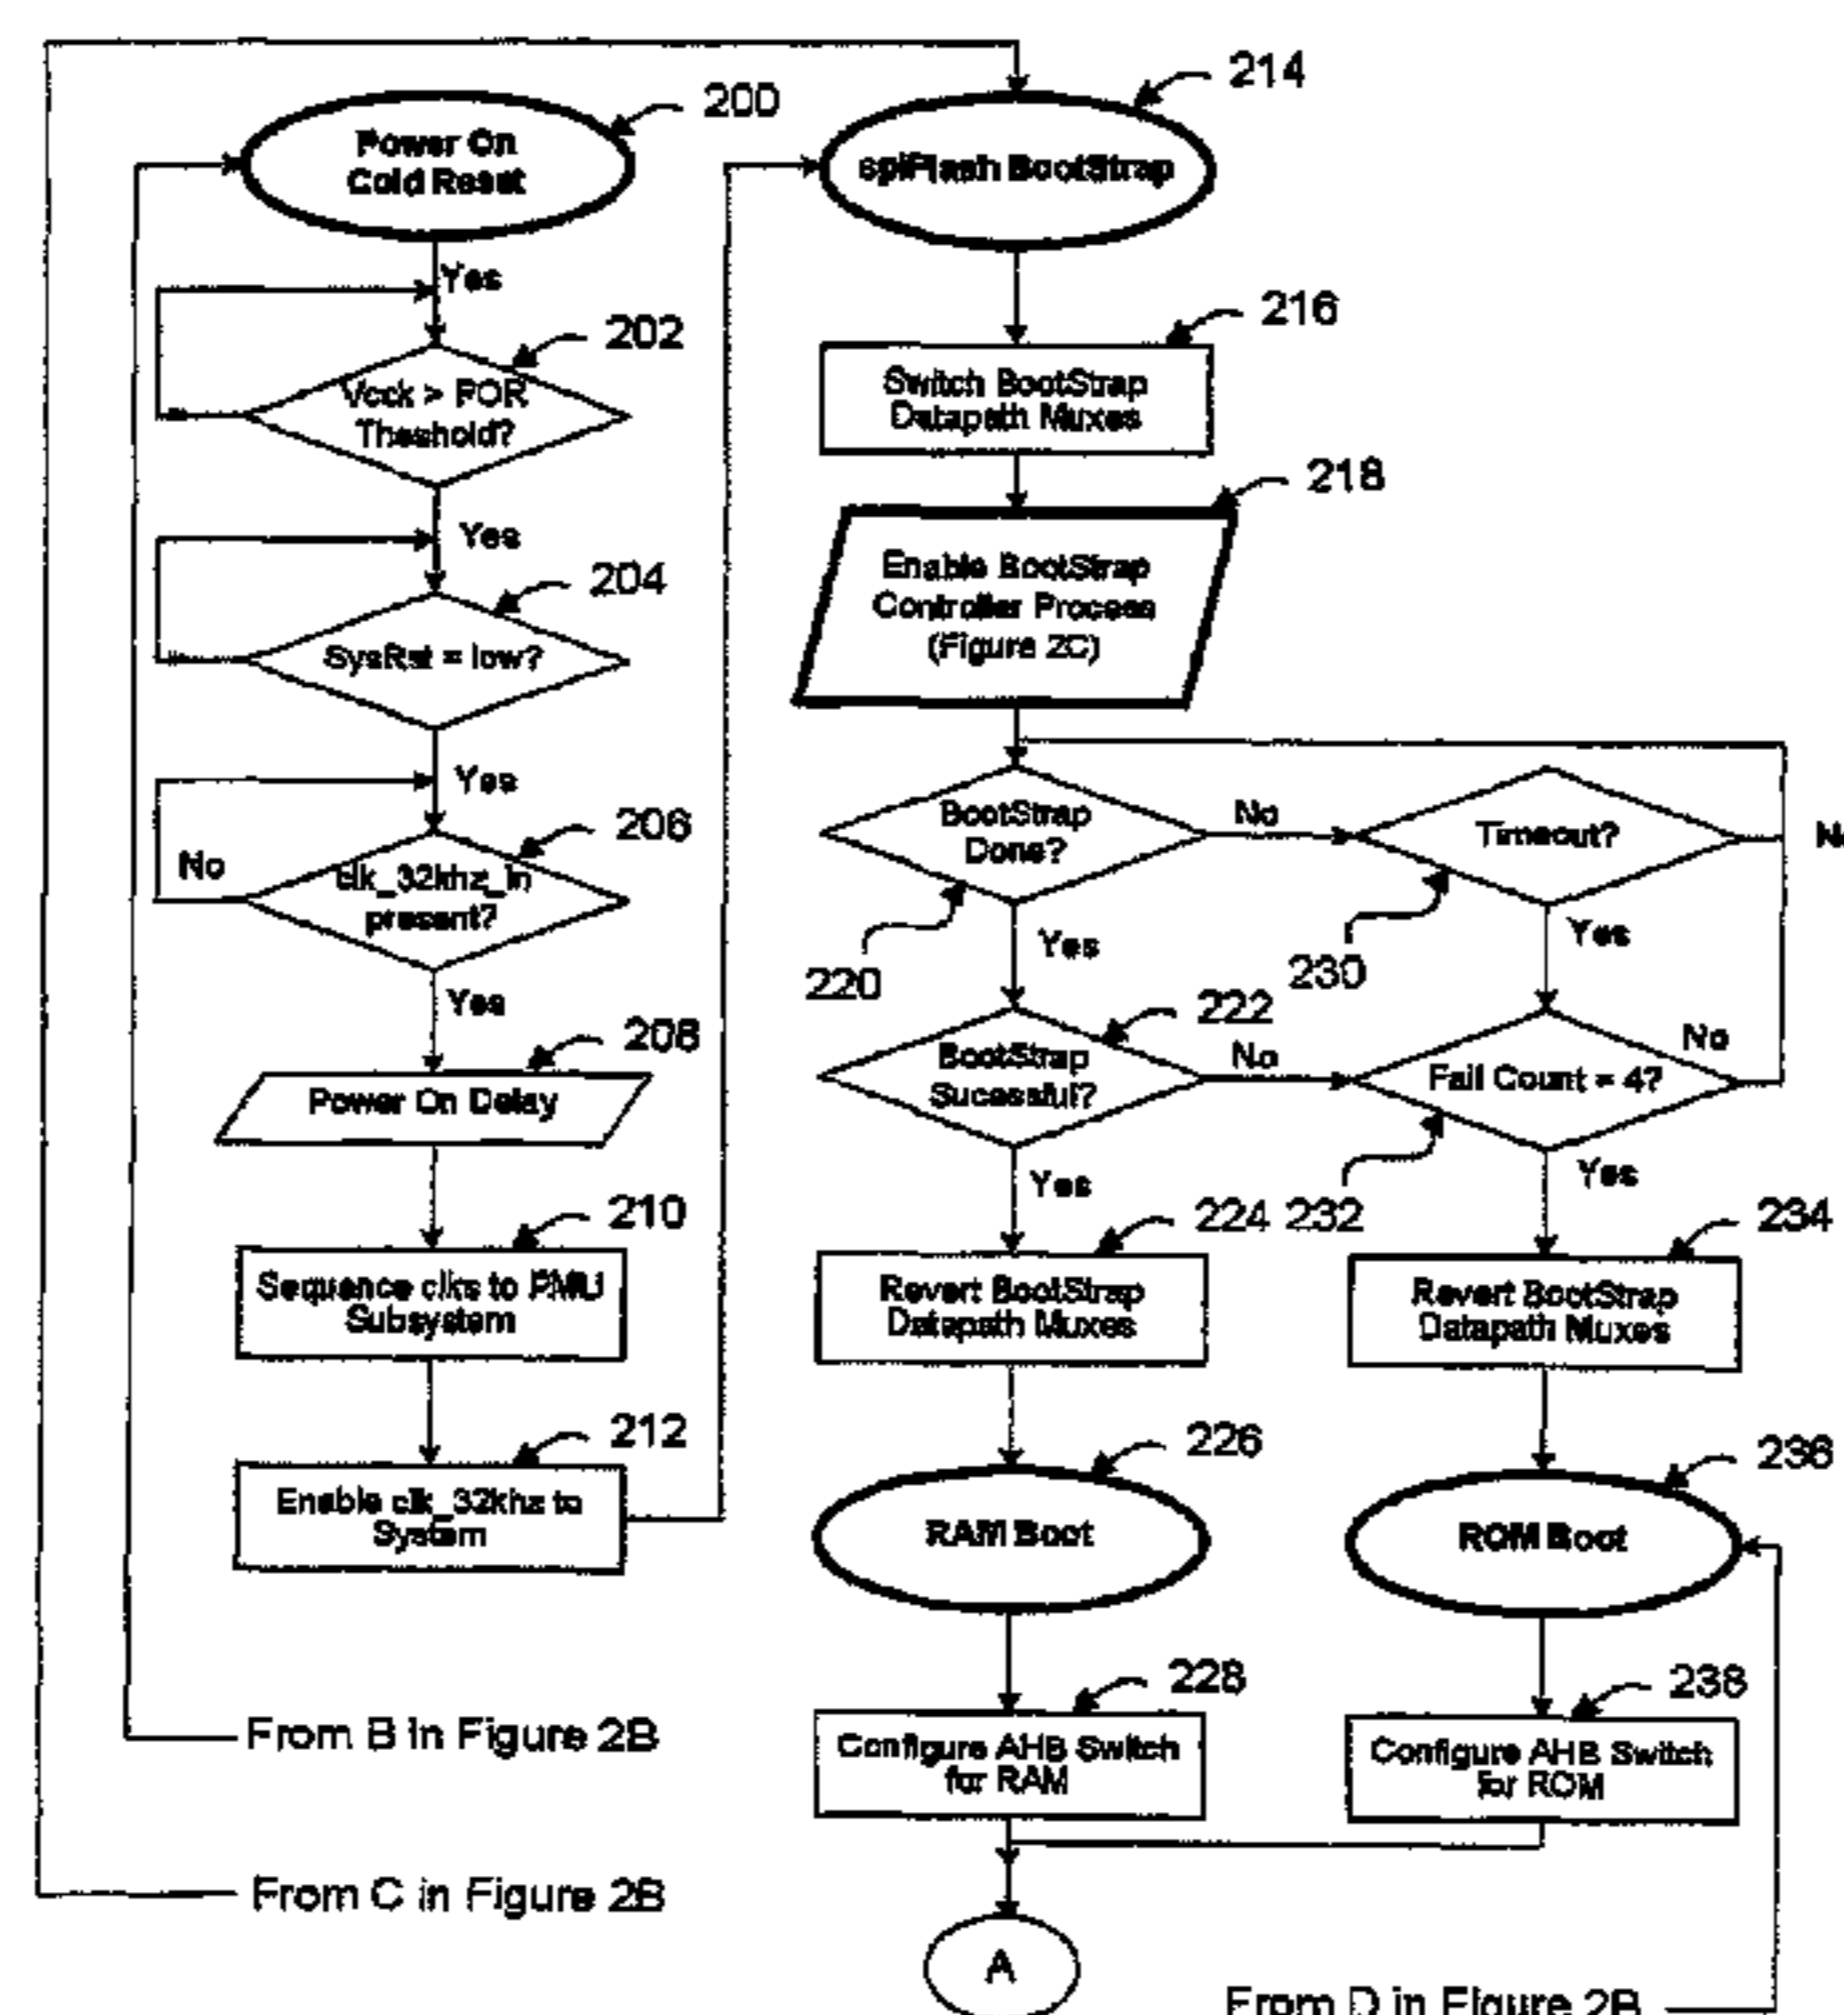 200
Power On
Cold Reset
Yes
202
Vcck > POR
Theshold?
Yes
204
SysRst = low?
Yes
206
No
clk_32khz_in
present?
Yes
208
Power On Delay
210
Sequence clks to PMU
Subsystem
212
Enable clk_32khz to
System
From B in Figure 2B
From C in Figure 2B
214
spiFlash BootStrap
216
Switch BootStrap
Datapath Muxes
218
Enable BootStrap
Controller Process
(Figure 2C)
BootStrap
Done?
No
220
Yes
Timeout?
230
Yes
222
BootStrap
Sucessful?
No
Yes
Fail Count = 4?
No
232
Yes
224
Revert BootStrap
Datapath Muxes
234
Revert BootStrap
Datapath Muxes
226
RAM Boot
236
ROM Boot
228
Configure AHB Switch
for RAM
238
Configure AHB Switch
for ROM
A
From D in Figure 2B